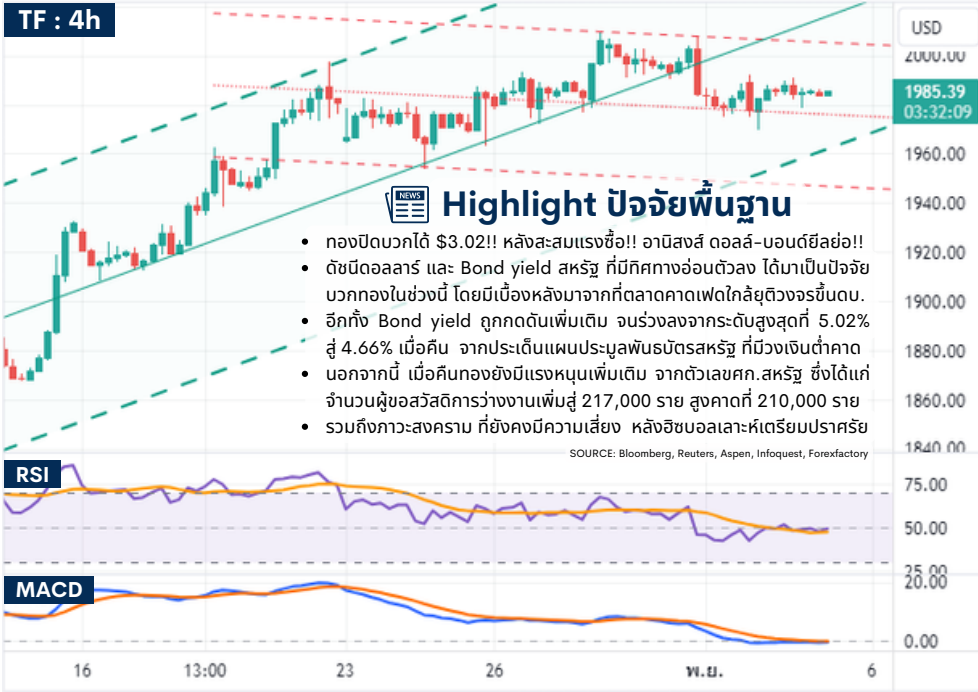 TF : 4h
USD
2000.00
1985.39
03:32:09
1960.00
1940.00
1920.00
1900.00
1880.00
1860.00
1840.00
NEWS
Highlight ปัจจัยพื้นฐาน
• ทองปิดบวกได้ $3.02!! หลังสะสมแรงซื้อ!! อานิสงส์ ดอลล์-บอนด์ยีลย่อ!!
• ดัชนีดอลลาร์ และ Bond yield สหรัฐ ที่มีทิศทางอ่อนตัวลง ได้มาเป็นปัจจัย
บวกทองในช่วงนี้ โดยมีเบื้องหลังมาจากที่ตลาดคาดเฟดใกล้ยุติวงจรขึ้นดบ.
• อีกทั้ง Bond yield ถูกกดดันเพิ่มเติม จนร่วงลงจากระดับสูงสุดที่ 5.02%
สู่ 4.66% เมื่อคืน จากประเด็นแผนประมูลพันธบัตรสหรัฐ ที่มีวงเงินต่ำคาด
• นอกจากนี้ เมื่อคืนทองยังมีแรงหนุนเพิ่มเติม จากตัวเลขศก.สหรัฐ ซึ่งได้แก่
จำนวนผู้ขอสวัสดิการว่างงานเพิ่มสู่ 217,000 ราย สูงคาดที่ 210,000 ราย
• รวมถึงภาวะสงคราม ที่ยังคงมีความเสี่ยง หลังฮิซบอลเลาะห์เตรียมปราศรัย
SOURCE: Bloomberg, Reuters, Aspen, Infoquest, Forexfactory
RSI
75.00
50.00
25.00
MACD
20.00
0.00
16 13:00 23 26 พ.ย. 6